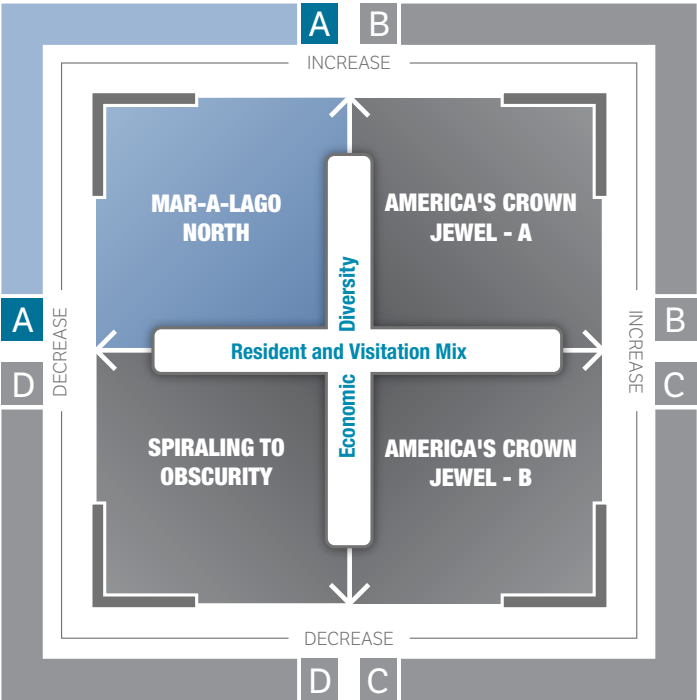 A B
INCREASE
MAR-A-LAGO
NORTH
AMERICA'S CROWN
JEWEL - A
A
D
DECREASE
Economic Diversity
Resident and Visitation Mix
INCREASE
B
C
SPIRALING TO
OBSCURITY
AMERICA'S CROWN
JEWEL - B
DECREASE
D C